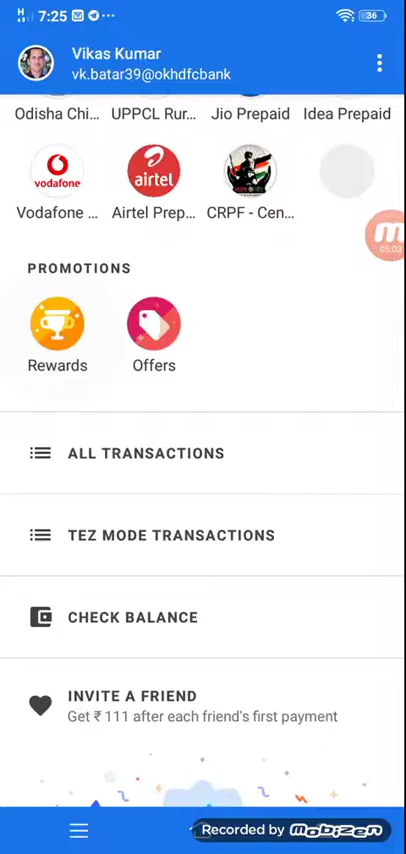 7:25
36
Vikas Kumar
vk.batar39@okhdfcbank
Odisha Chi... UPPCL Rur... Jio Prepaid Idea Prepaid
vodafone airtel
Vodafone ... Airtel Prep... CRPF - Cen...
05:03
PROMOTIONS
Rewards Offers
ALL TRANSACTIONS
TEZ MODE TRANSACTIONS
CHECK BALANCE
INVITE A FRIEND
Get ₹ 111 after each friend's first payment
Recorded by MOBIZEN